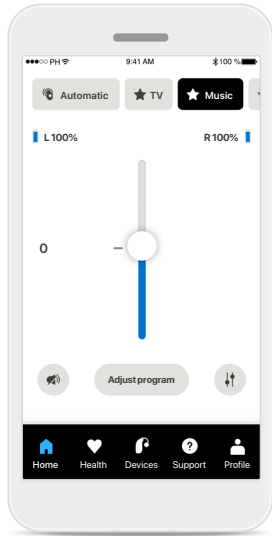 PH 9:41 AM 100 %
Automatic TV Music
L 100% R 100%
0
Adjust program
Home Health Devices Support Profile